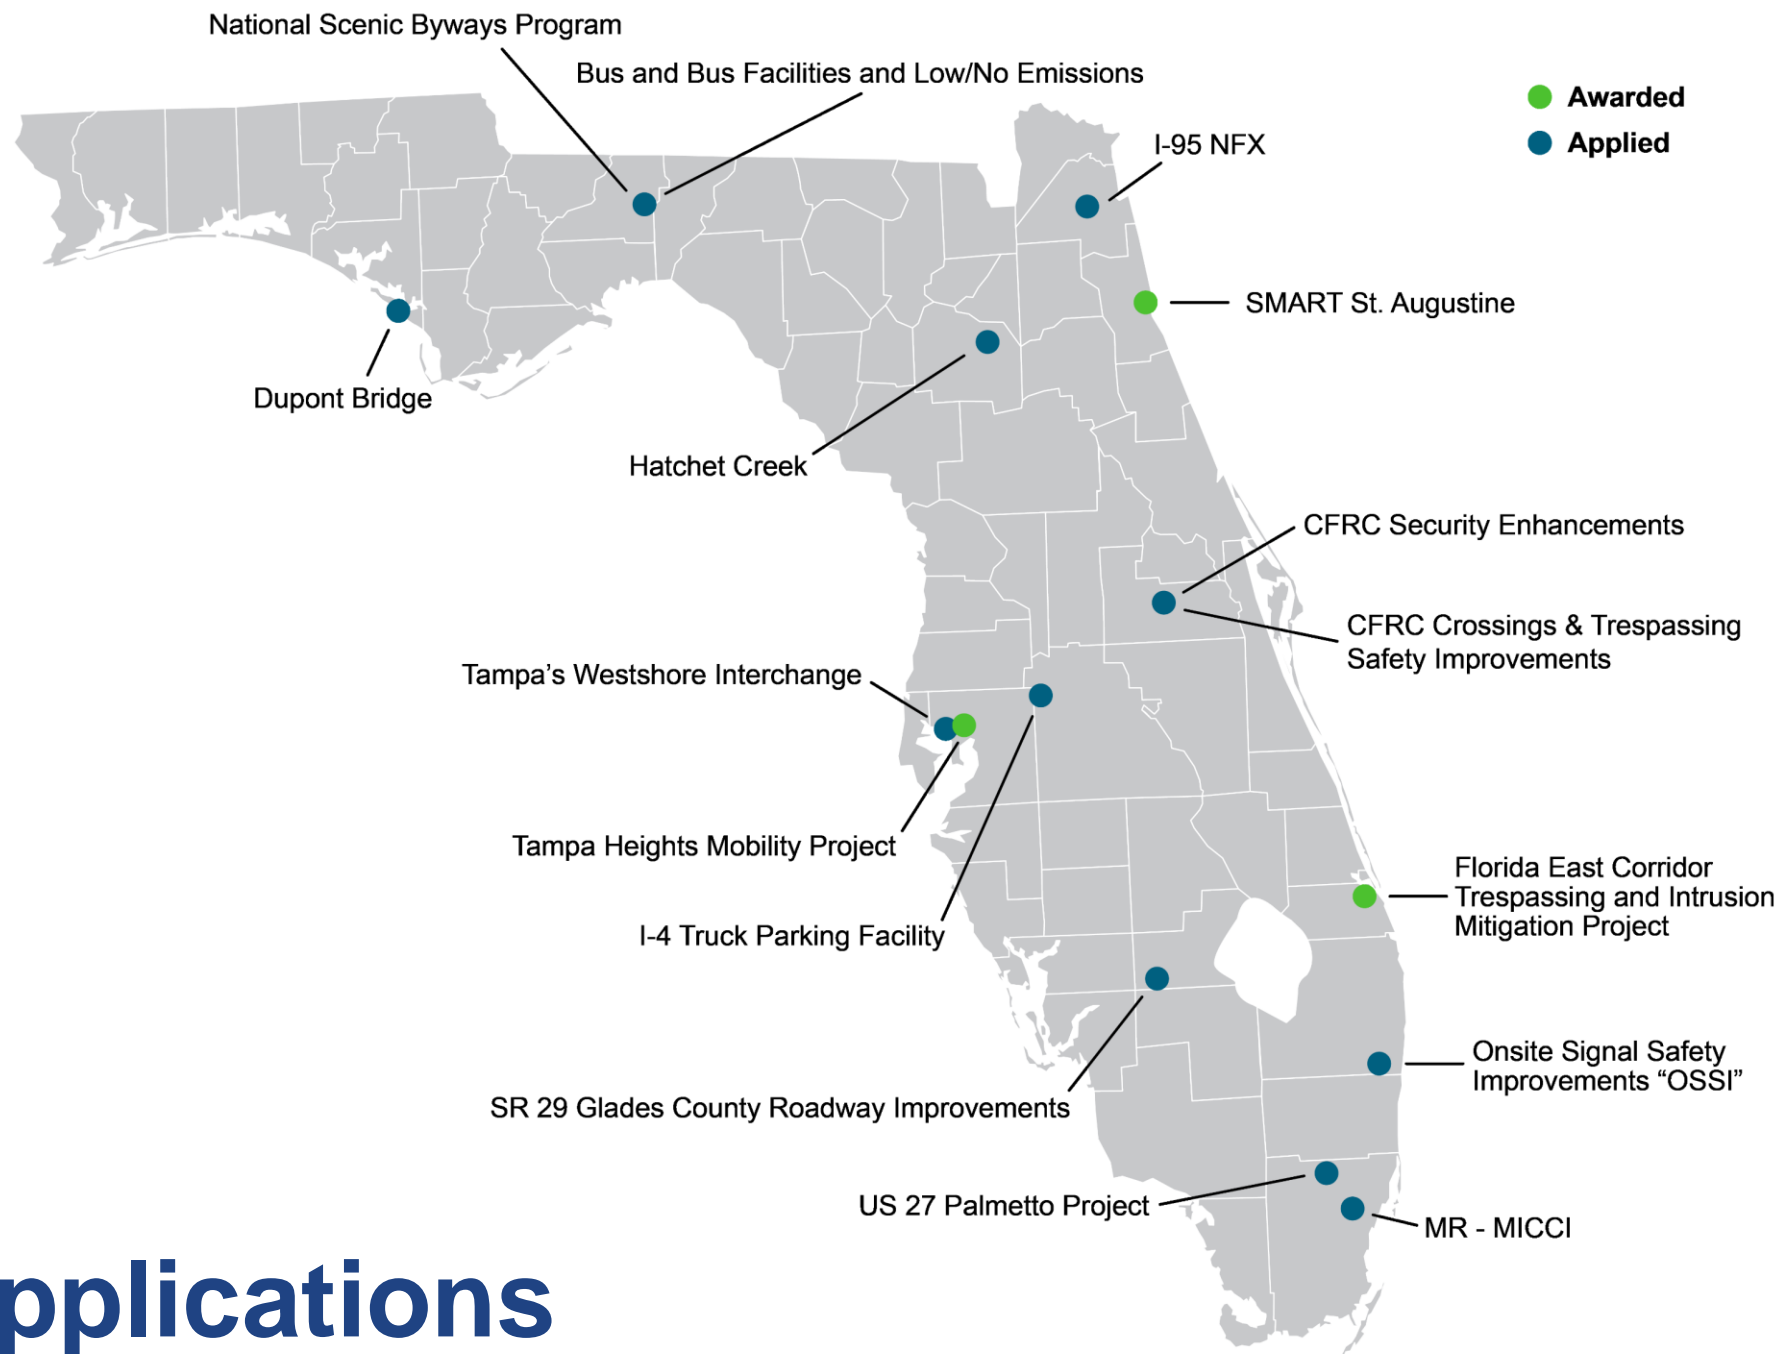 National Scenic Byways Program
Bus and Bus Facilities and Low/No Emissions
Awarded
Applied
I-95 NFX
SMART St. Augustine
Dupont Bridge
Hatchet Creek
CFRC Security Enhancements
CFRC Crossings & Trespassing
Safety Improvements
Tampa’s Westshore Interchange
Tampa Heights Mobility Project
Florida East Corridor
Trespassing and Intrusion
Mitigation Project
I-4 Truck Parking Facility
Onsite Signal Safety
Improvements “OSSI”
SR 29 Glades County Roadway Improvements
US 27 Palmetto Project
MR - MICCI
pplications